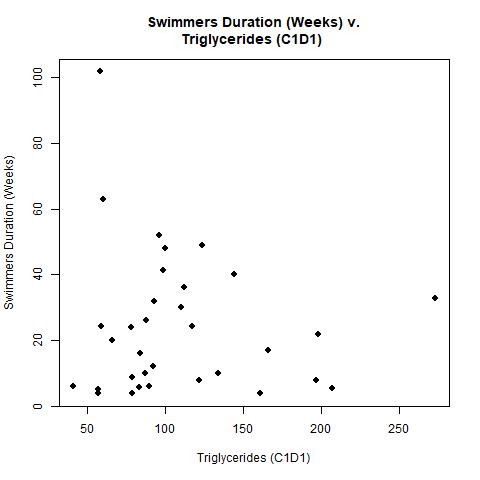 Swimmers Duration (Weeks) v.
Triglycerides (C1D1)
Swimmers Duration (Weeks)
100
80
60
40
20
0
50
100
150
200
250
Triglycerides (C1D1)